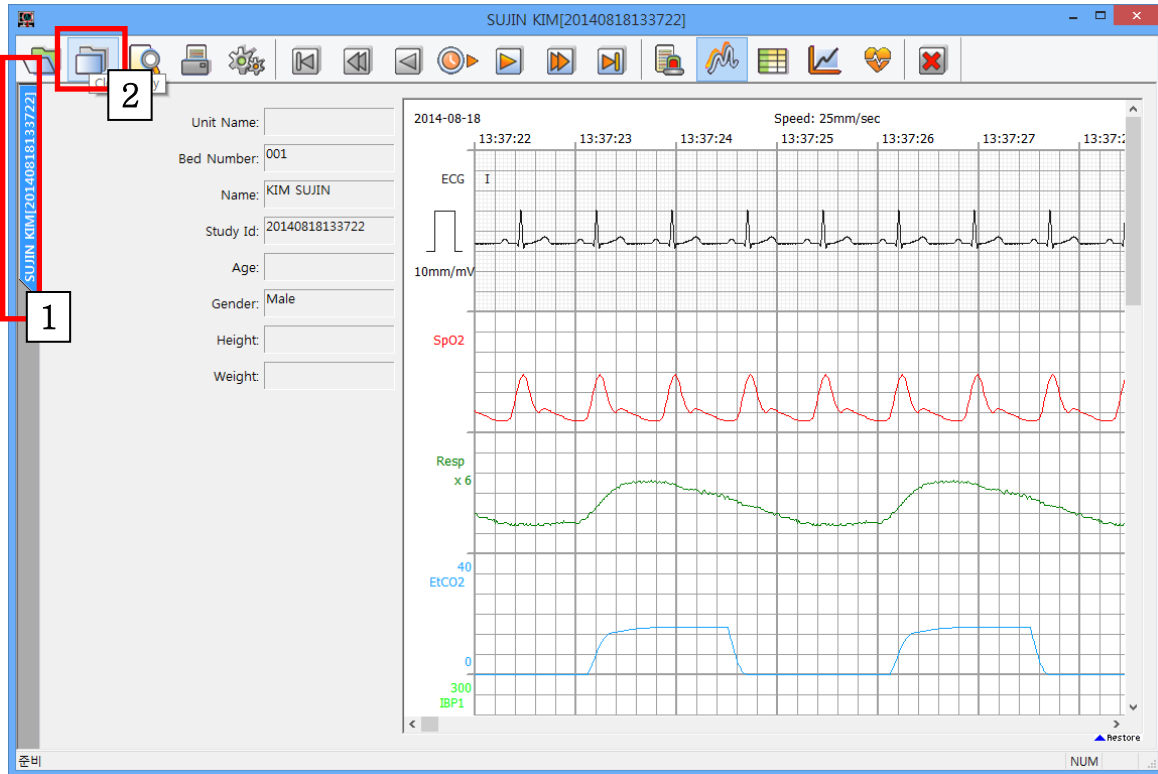 SUJIN KIM[20140818133722]
2
SUJIN KIM[20140818133722]
1
Unit Name:
Bed Number: 001
Name: KIM SUJIN
Study Id: 20140818133722
Age:
Gender: Male
Height:
Weight:
2014-08-18 Speed: 25mm/sec
13:37:22 13:37:23 13:37:24 13:37:25 13:37:26 13:37:27
ECG I
10mm/mV
SpO2
Resp
x 6
40
EtCO2
0
300
IBP1
Restore
준비 NUM